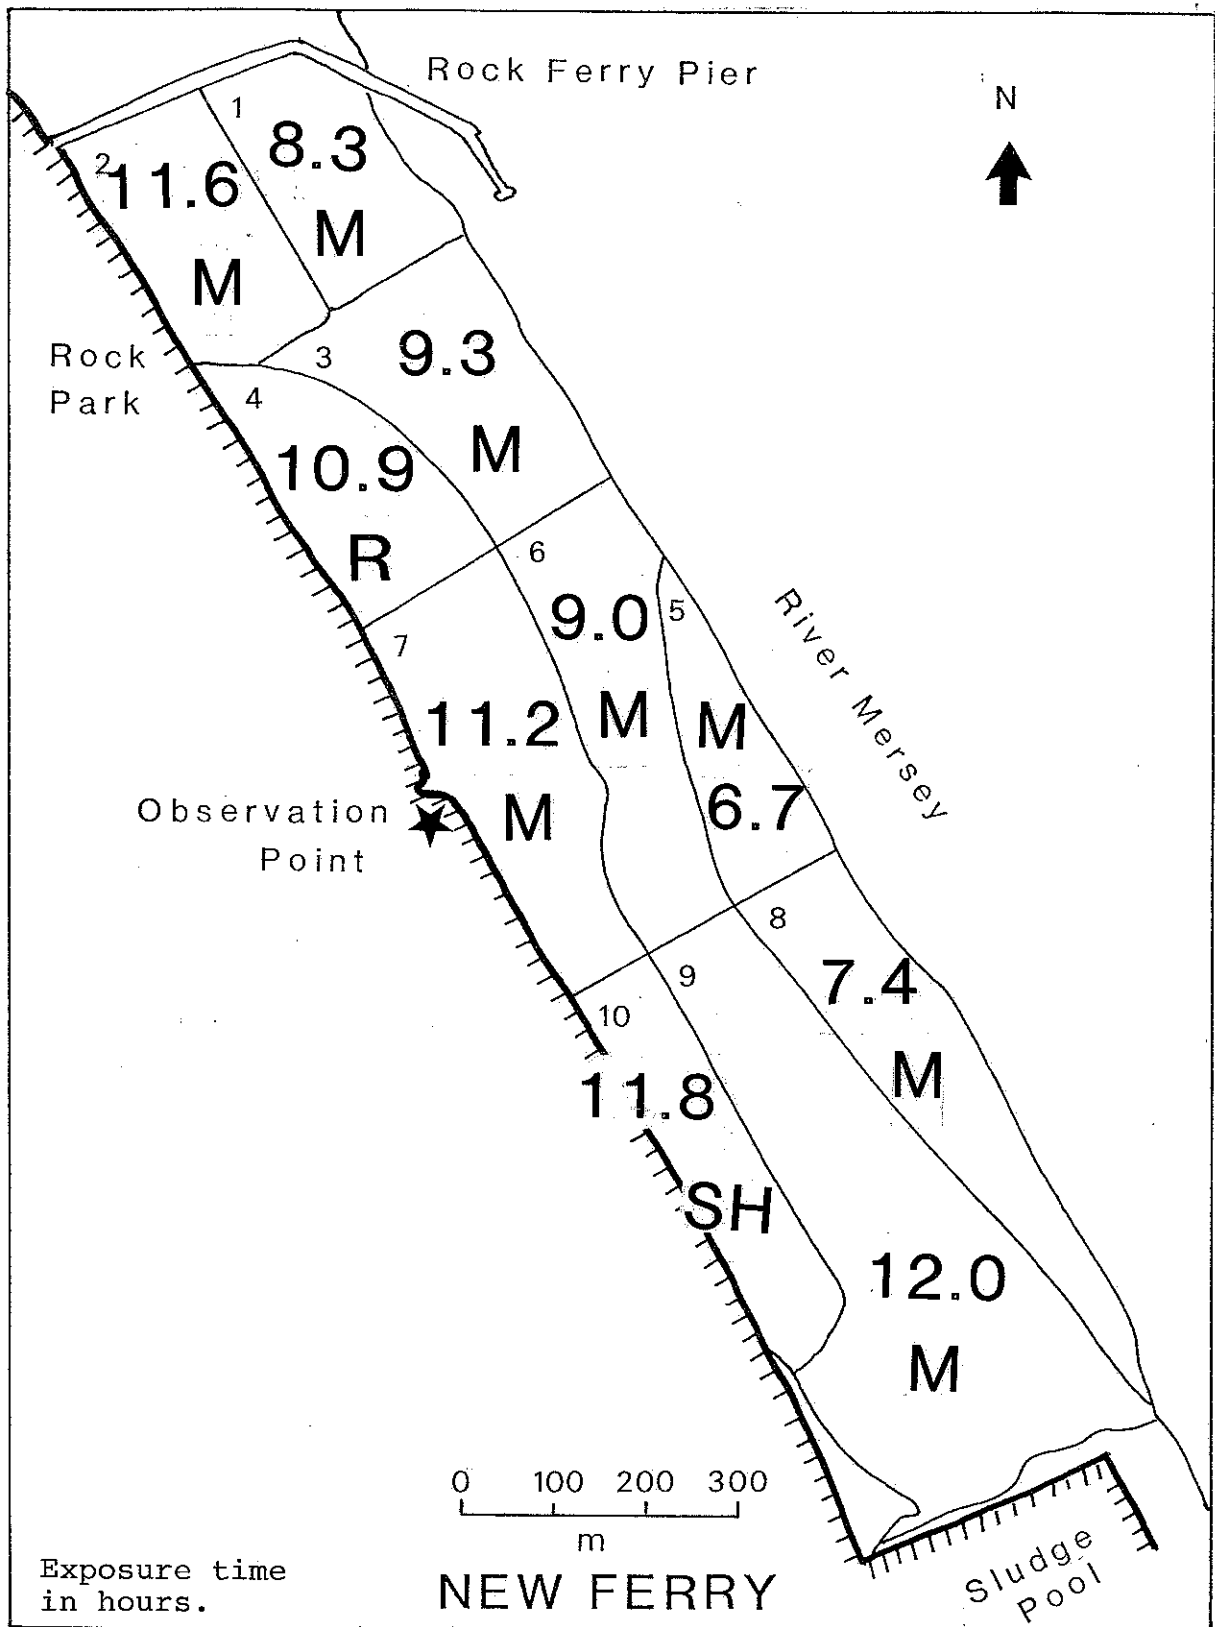 Rock Ferry Pier
N
1
8.3
M
2
11.6
M
Rock
Park
3
9.3
M
4
10.9
R
6
9.0
M
5
M
6.7
River Mersey
7
11.2
M
Observation
Point
8
7.4
M
9
12.0
M
10
11.8
SH
0 100 200 300
m
Exposure time
in hours.
NEW FERRY
Sludge
Pool